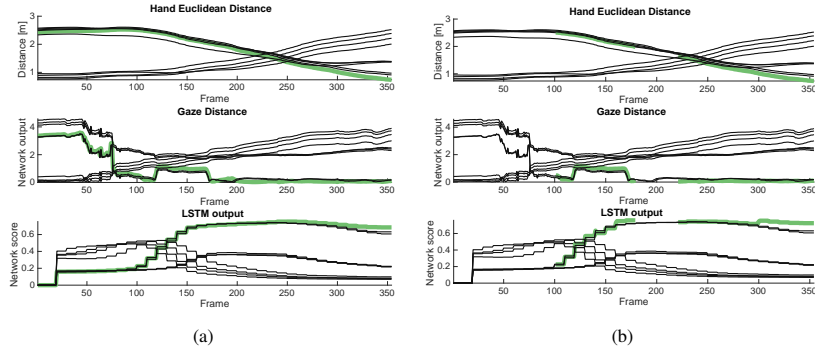 Hand Euclidean Distance
Distance [m]
3
2
1
50 100 150 200 250 300 350
Frame
Gaze Distance
Network output
4
2
0
50 100 150 200 250 300 350
Frame
LSTM output
Network score
0.6
0.4
0.2
0
50 100 150 200 250 300 350
Frame
(a)
Hand Euclidean Distance
Distance [m]
3
2
1
50 100 150 200 250 300 350
Frame
Gaze Distance
Network output
4
2
0
50 100 150 200 250 300 350
Frame
LSTM output
Network score
0.6
0.4
0.2
0
50 100 150 200 250 300 350
Frame
(b)